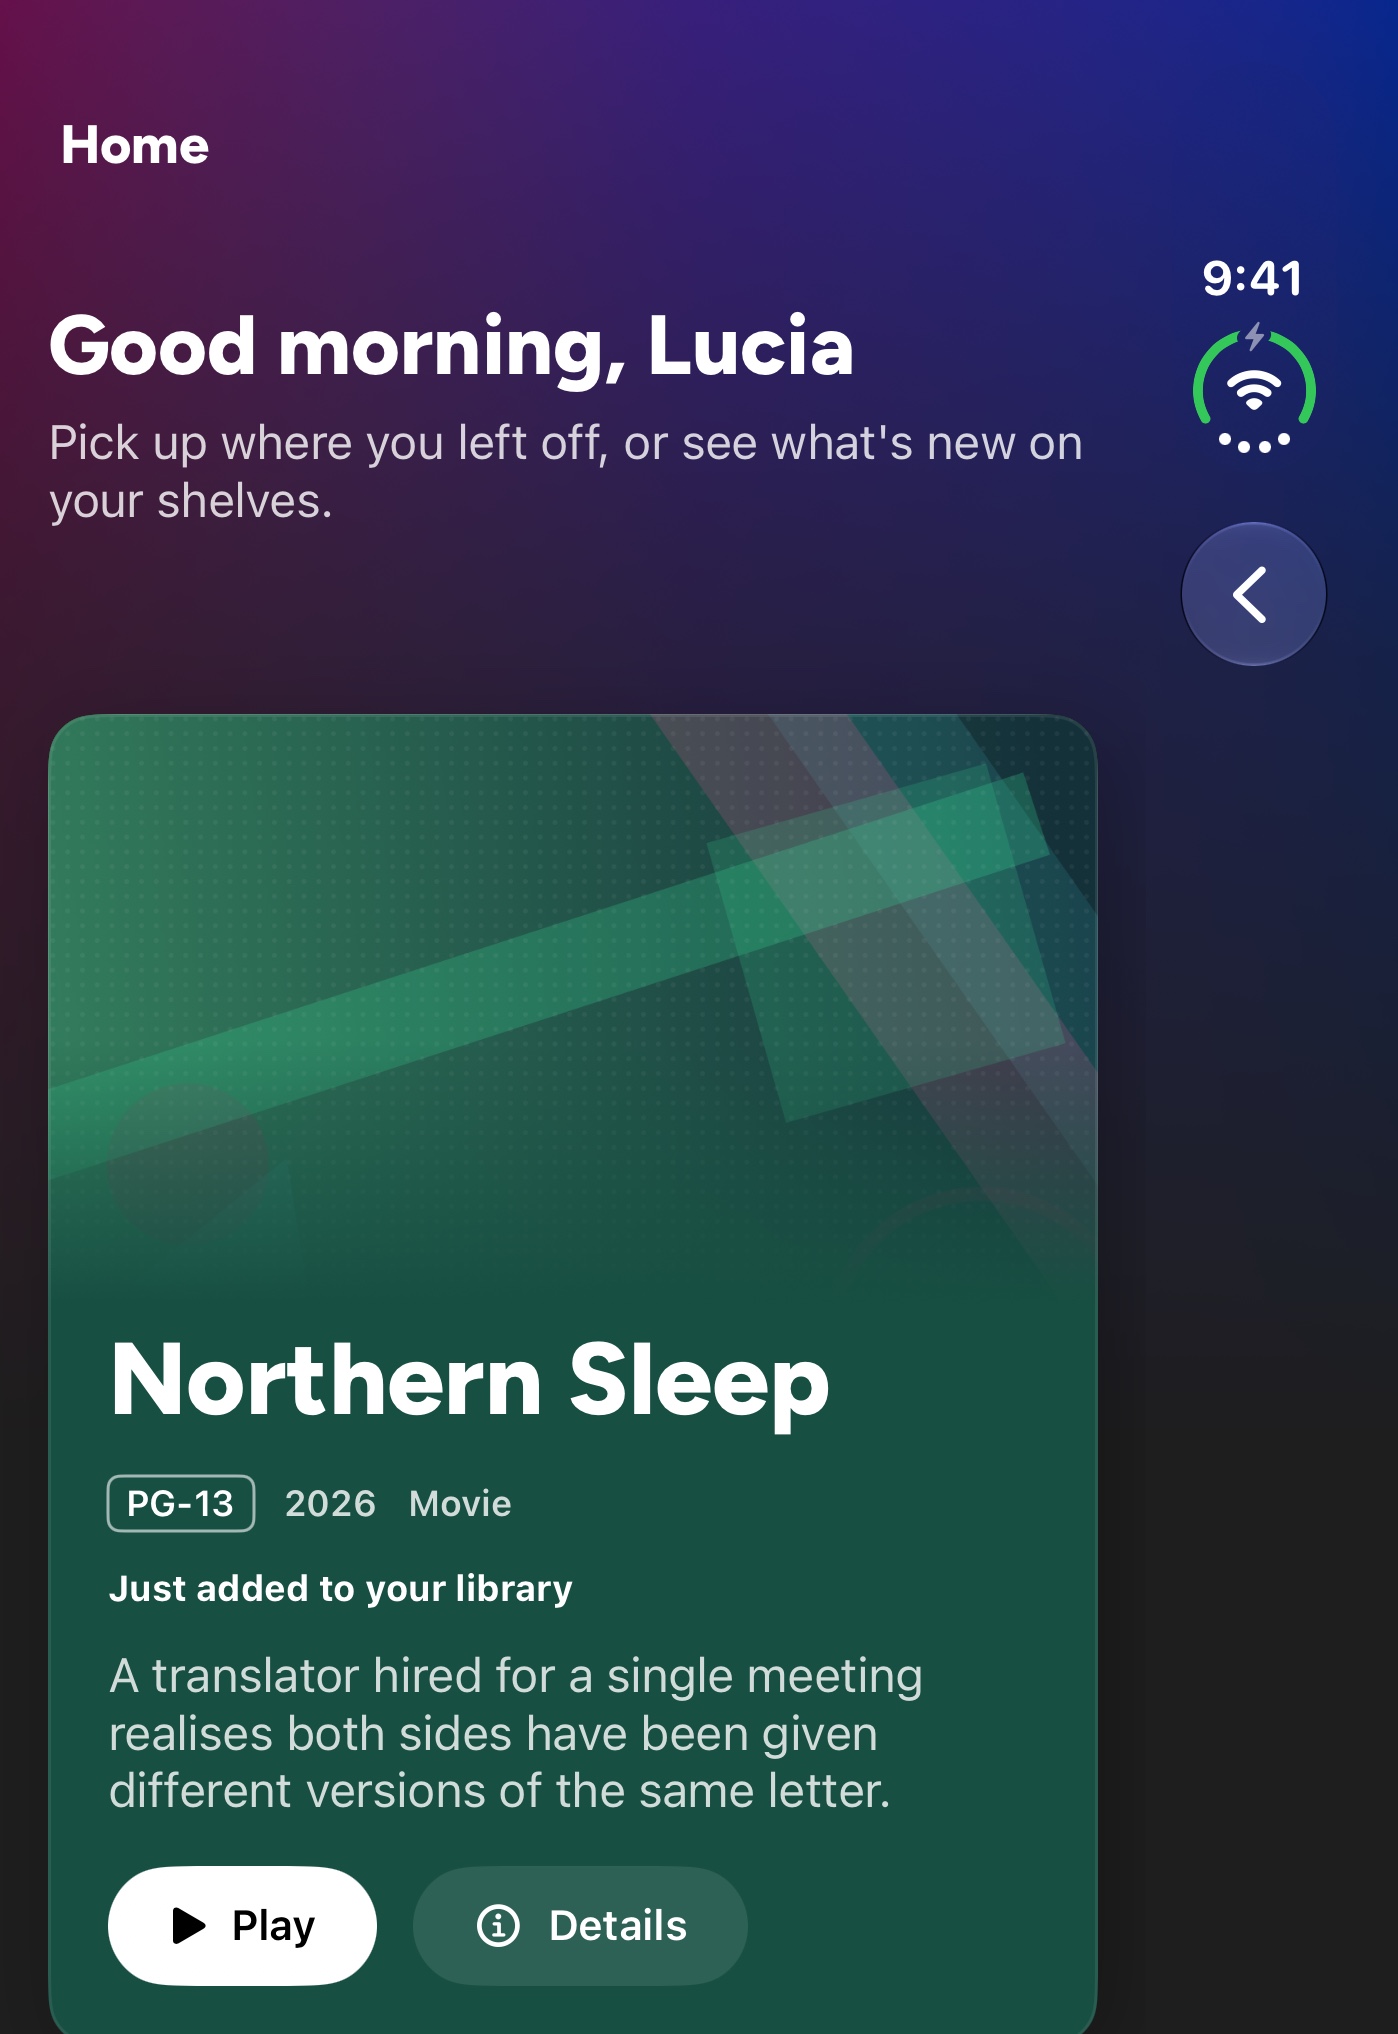 Home
9:41
Good morning, Lucia
Pick up where you left off, or see what's new on
your shelves.
Northern Sleep
PG-13 2026 Movie
Just added to your library
A translator hired for a single meeting
realises both sides have been given
different versions of the same letter.
Play Details